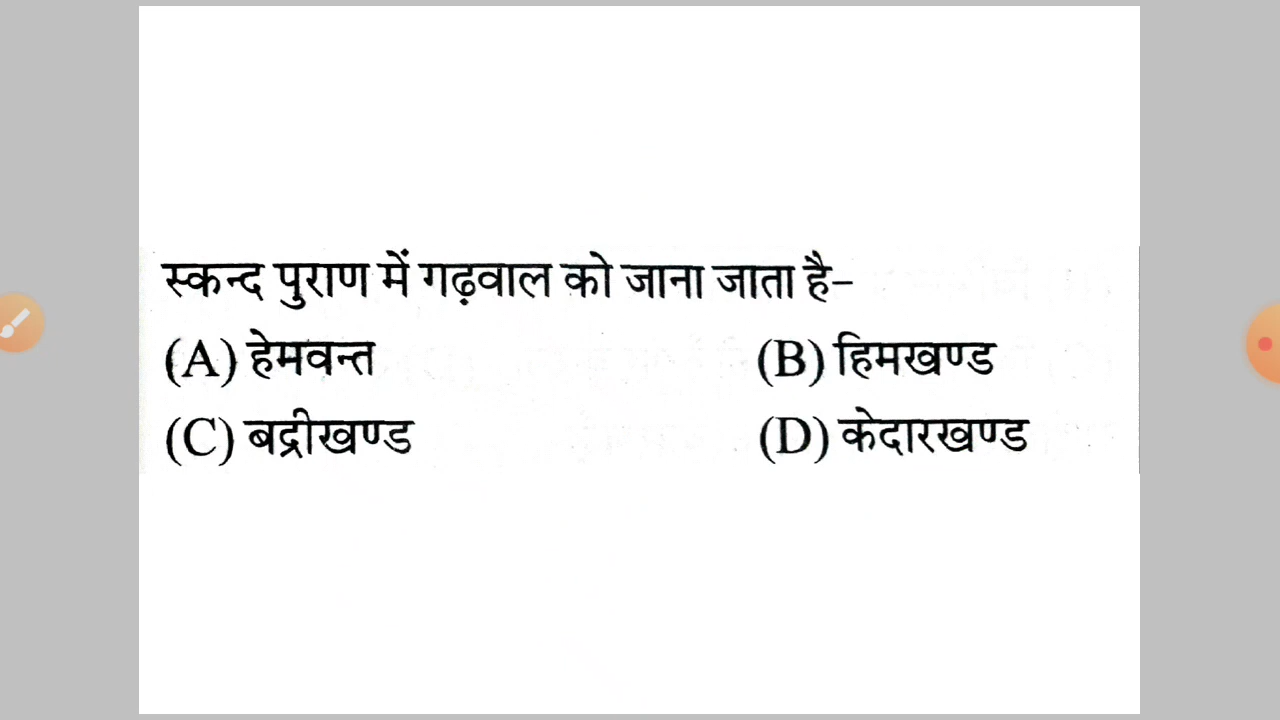 स्कन्द पुराण में गढ़वाल को जाना जाता है–
(A) हेमवन्त (B) हिमखण्ड
(C) बद्रीखण्ड (D) केदारखण्ड